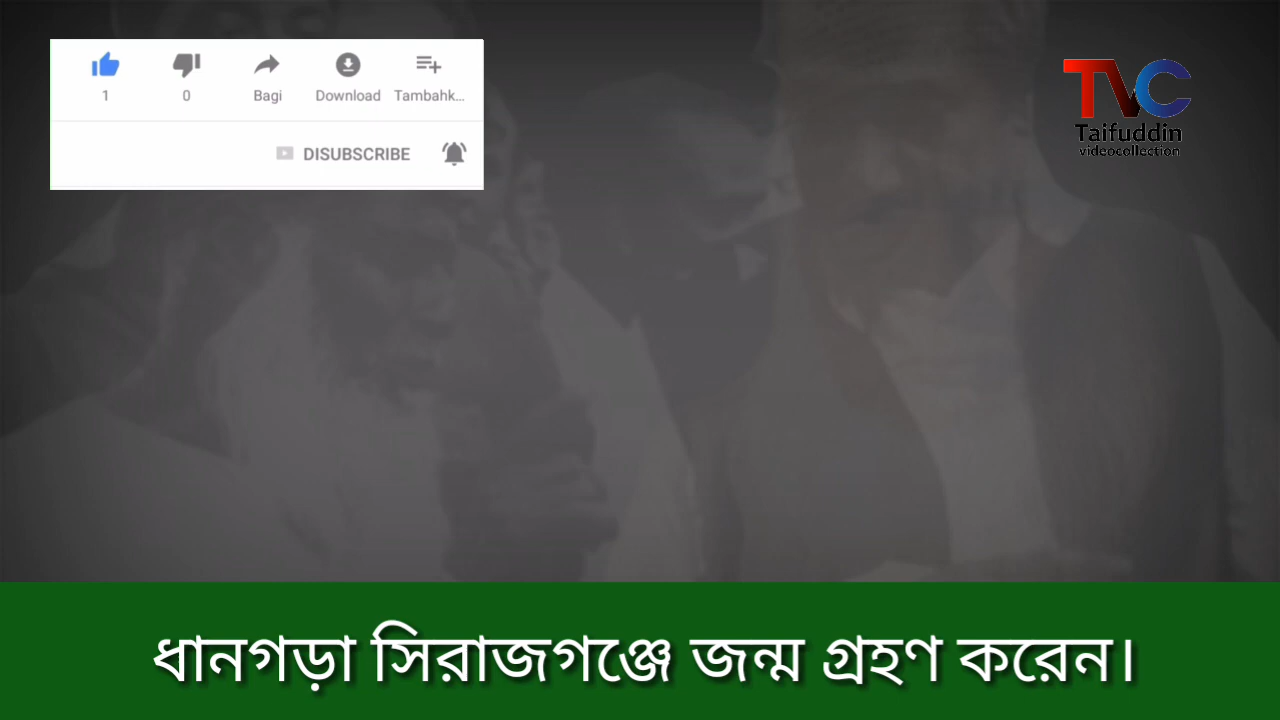 1 0 Bagi Download Tambahk...
DISUBSCRIBE
TVC
Taifuddin
videocollection
ধানগড়া সিরাজগঞ্জে জন্ম গ্রহণ করেন।